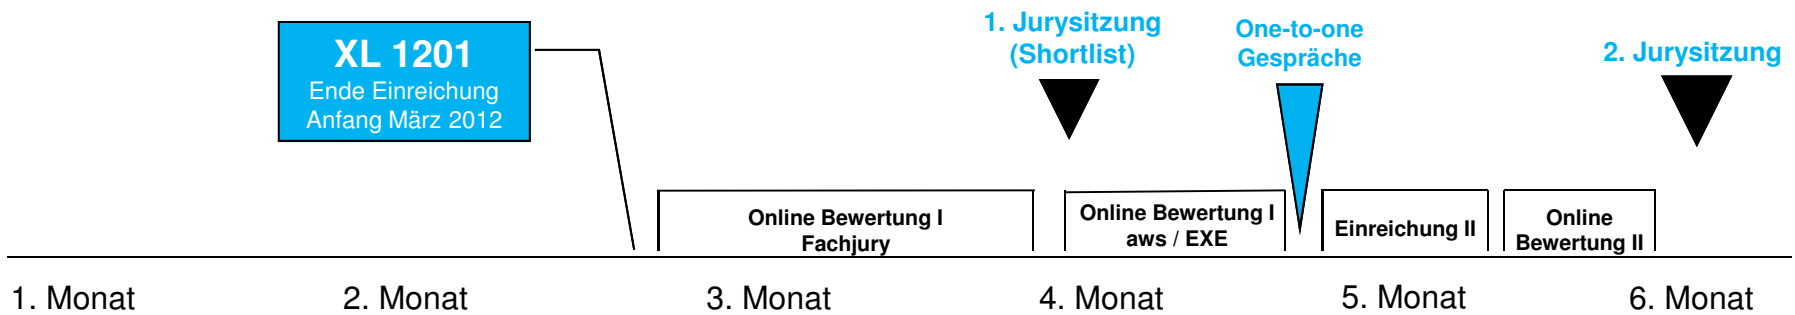 XL 1201
Ende Einreichung
Anfang März 2012
1. Jurysitzung
(Shortlist)
One-to-one
Gespräche
2. Jurysitzung
Online Bewertung I
Fachjury
Online Bewertung I
aws / EXE
Einreichung II
Online
Bewertung II
1. Monat
2. Monat
3. Monat
4. Monat
5. Monat
6. Monat